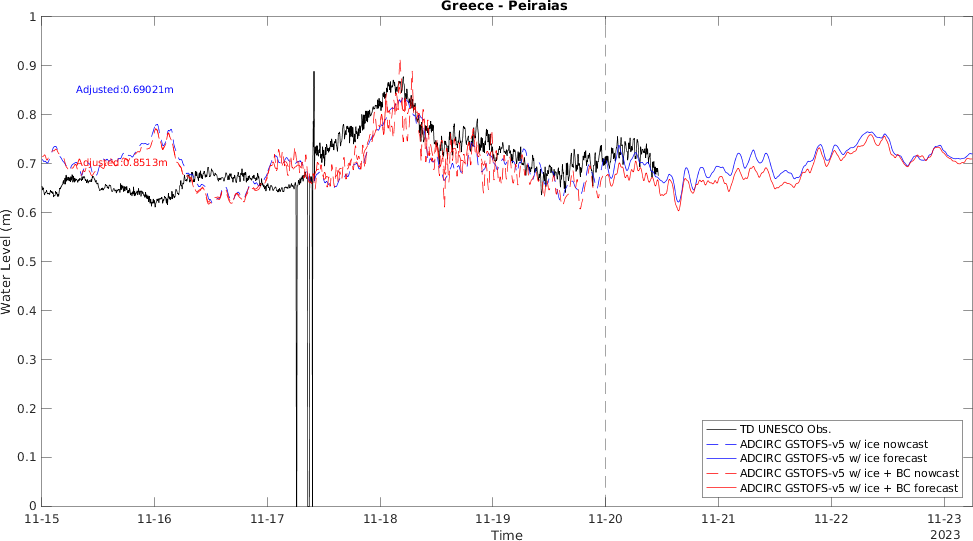 Greece - Peiraias
1
0.9
0.8
0.7
0.6
0.5
0.4
0.3
0.2
0.1
0
Water Level (m)
Adjusted:0.69021m
Adjusted:0.8513m
TD UNESCO Obs.
ADCIRC GSTOFS-v5 w/ ice nowcast
ADCIRC GSTOFS-v5 w/ ice forecast
ADCIRC GSTOFS-v5 w/ ice + BC nowcast
ADCIRC GSTOFS-v5 w/ ice + BC forecast
11-15 11-16 11-17 11-18 11-19 11-20 11-21 11-22 11-23
Time
2023